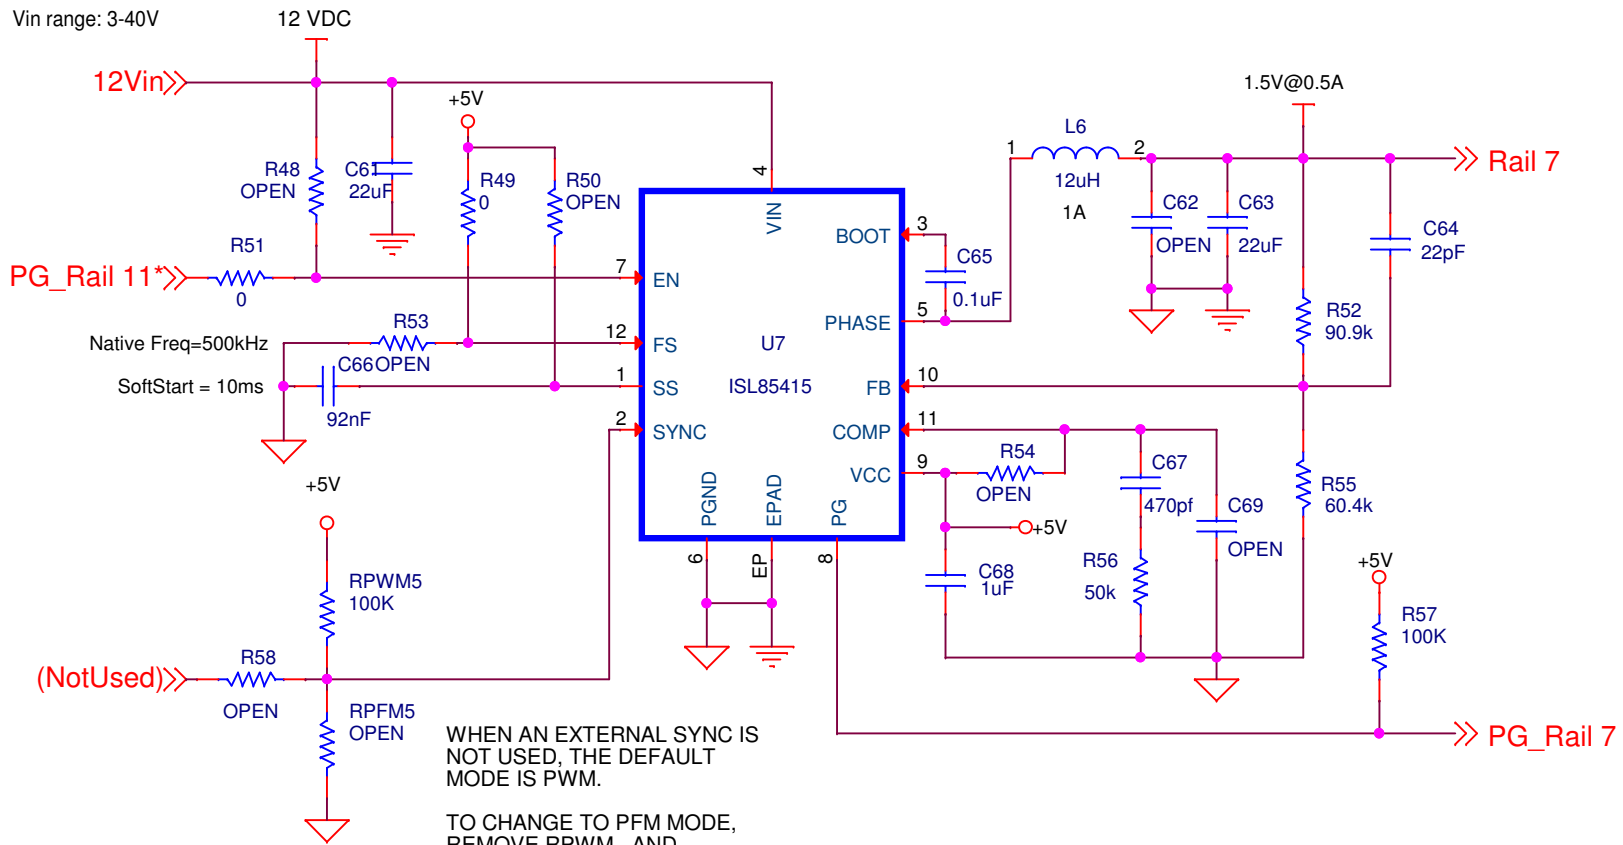 Vin range: 3-40V
12 VDC
12Vin
+5V
1.5V@0.5A
R48
OPEN
C61
22uF
R49
0
R50
OPEN
4
VIN
1
L6
2
12uH
1A
Rail 7
C62
OPEN
C63
22uF
C64
22pF
BOOT
3
C65
0.1uF
R51
0
PG_Rail 11*
7
EN
PHASE
5
R52
90.9k
Native Freq=500kHz
R53
OPEN
12
FS
U7
SoftStart = 10ms
C66
92nF
1
SS
ISL85415
FB
10
2
SYNC
COMP
11
VCC
9
R54
OPEN
C67
470pf
C69
OPEN
R55
60.4k
PGND
EPAD
PG
6
EP
8
+5V
C68
1uF
R56
50k
+5V
RPWM5
100K
+5V
R57
100K
(NotUsed)
R58
OPEN
RPFM5
OPEN
PG_Rail 7
WHEN AN EXTERNAL SYNC IS
NOT USED, THE DEFAULT
MODE IS PWM.
TO CHANGE TO PFM MODE,
REMOVE RPWM AND